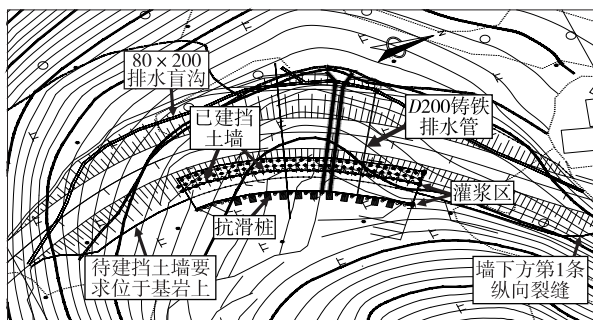 80×200
排水盲沟
已建挡
土墙
D200铸铁
排水管
灌浆区
抗滑桩
待建挡土墙要
求位于基岩上
墙下方第1条
纵向裂缝